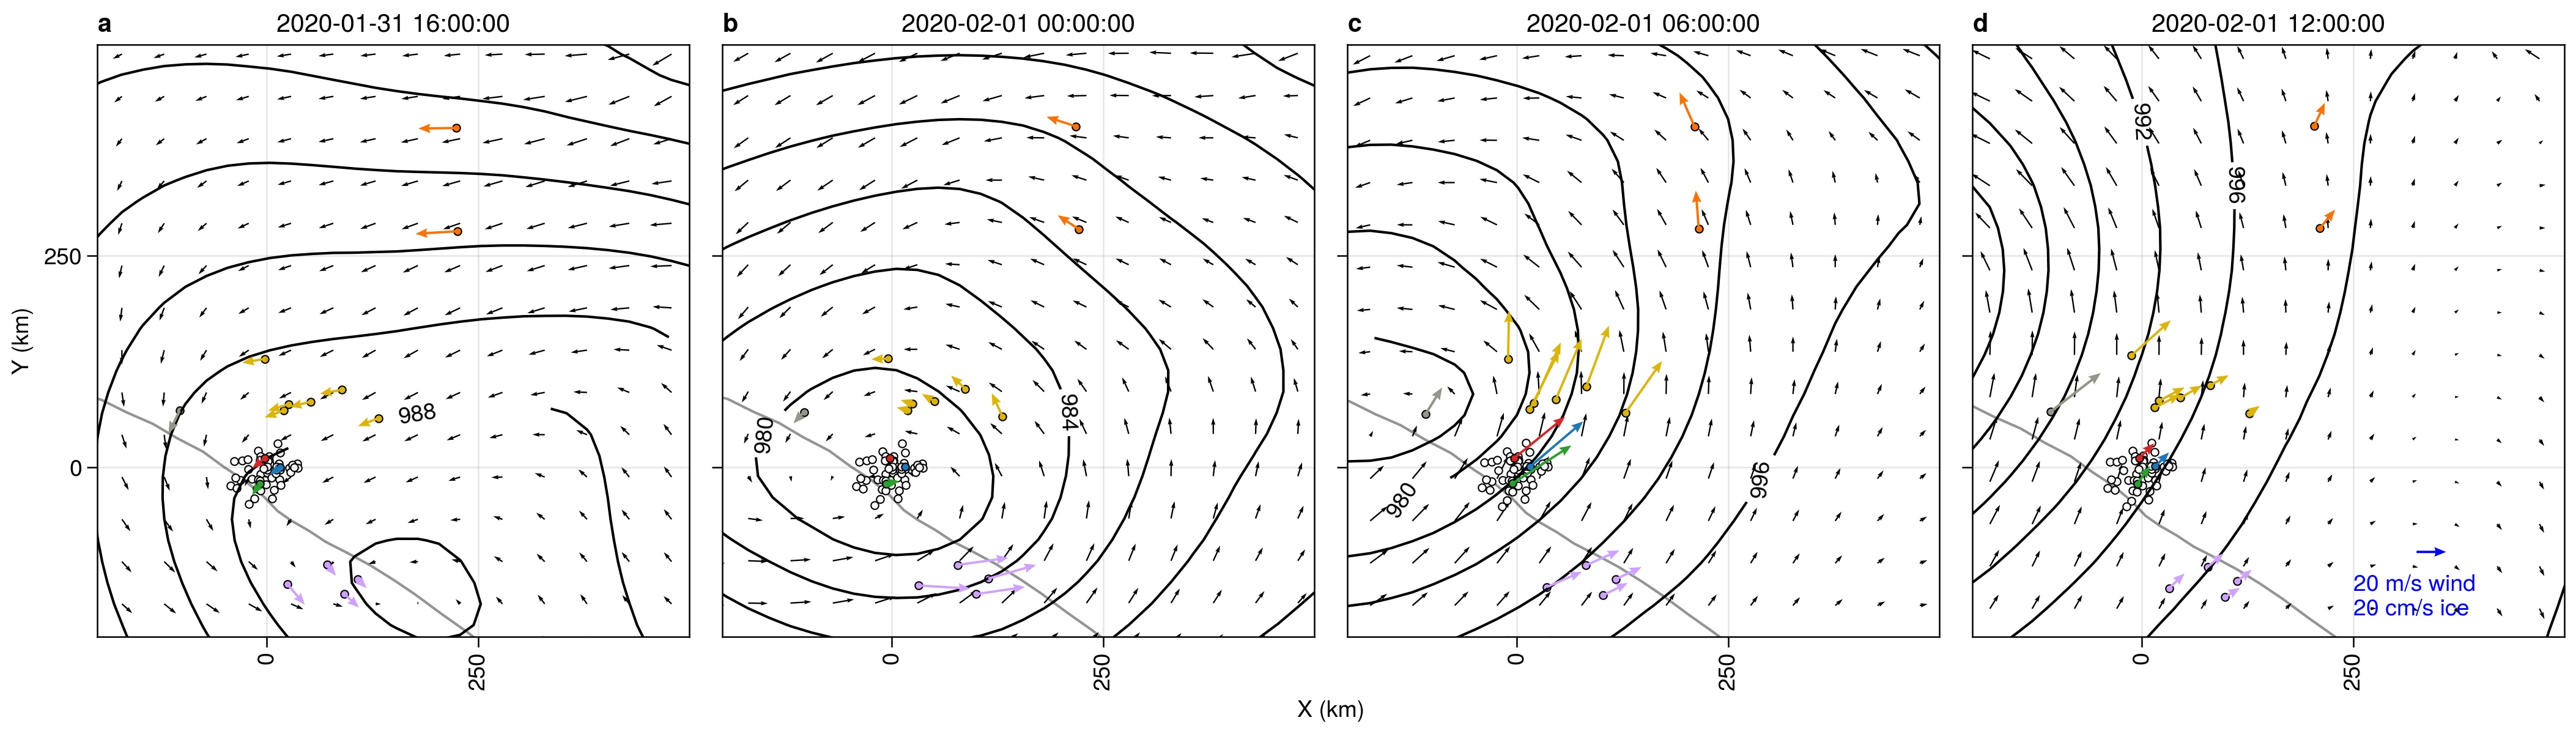 a 2020-01-31 16:00:00
b 2020-02-01 00:00:00
c 2020-02-01 06:00:00
d 2020-02-01 12:00:00
Y (km)
250
0
988
0
250
980
984
0
250
980
996
0
250
992
996
20 m/s wind
20 cm/s ice
0
250
X (km)